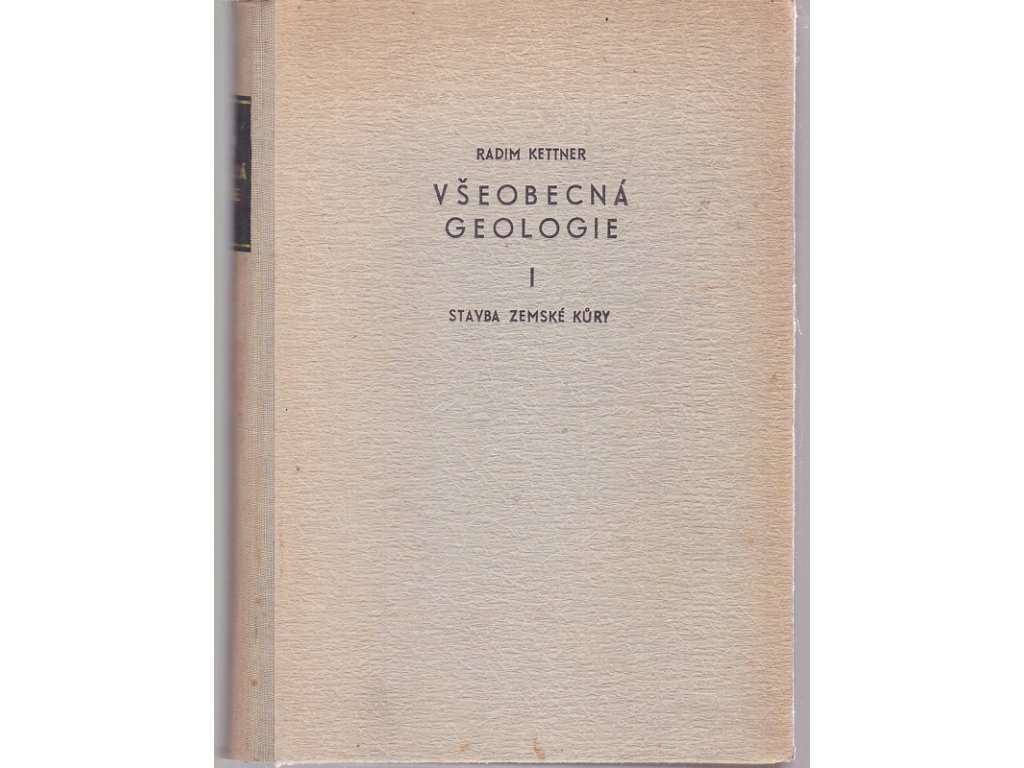 RADIM KETTNER
VŠEOBECNÁ
GEOLOGIE
I
STAVBA ZEMSKÉ KŮRY